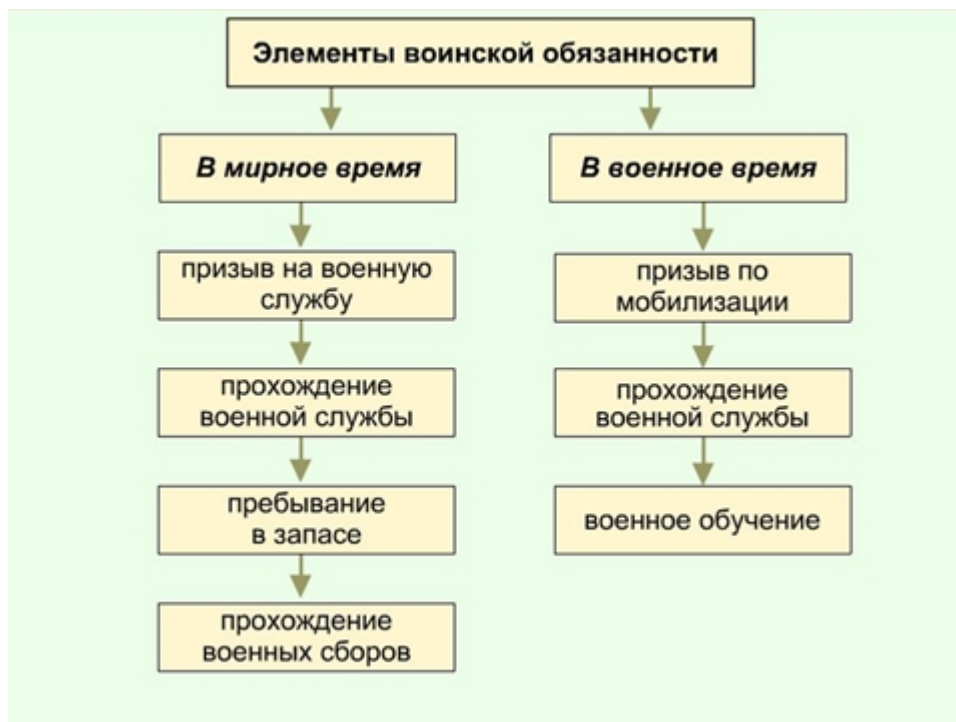 Элементы воинской обязанности
В мирное время
призыв на военную
службу
прохождение
военной службы
пребывание
в запасе
прохождение
военных сборов
В военное время
призыв по
мобилизации
прохождение
военной службы
военное обучение